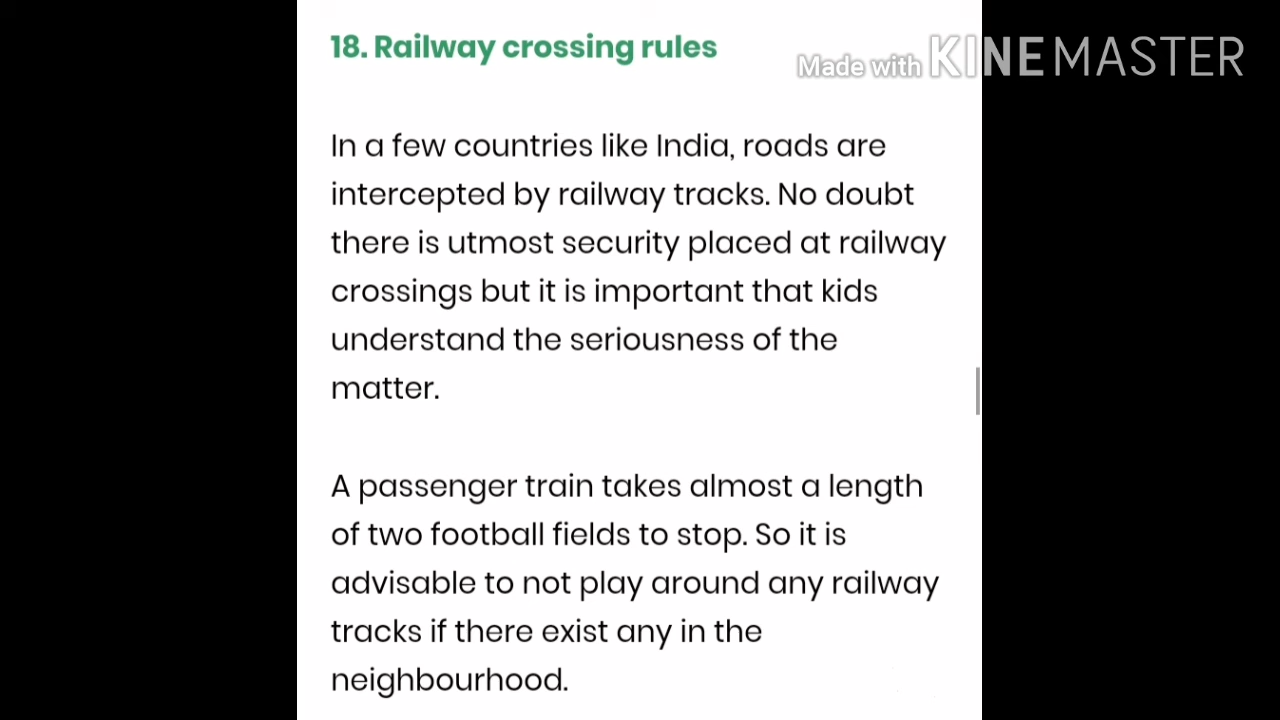 18. Railway crossing rules
Made with KINEMASTER
In a few countries like India, roads are
intercepted by railway tracks. No doubt
there is utmost security placed at railway
crossings but it is important that kids
understand the seriousness of the
matter.
A passenger train takes almost a length
of two football fields to stop. So it is
advisable to not play around any railway
tracks if there exist any in the
neighbourhood.